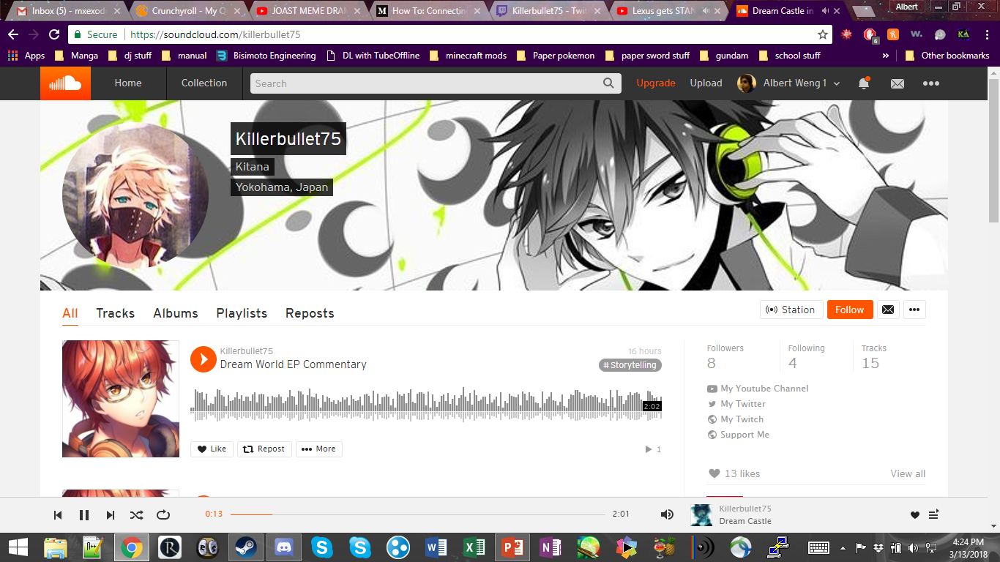 Inbox (5) - mxexodi
Crunchyroll - My Q
JOAST MEME DRAM
How To: Connectin
Killerbullet75 - Twi
Lexus gets STAN
Dream Castle in
Albert
Secure
https://soundcloud.com/killerbullet75
6
w.
KA
Apps
Manga
dj stuff
manual
Bisimoto Engineering
DL with TubeOffline
minecraft mods
Paper pokemon
paper sword stuff
gundam
school stuff
»
Other bookmarks
Home
Collection
Search
Upgrade
Upload
Albert Weng 1
Killerbullet75
Kitana
Yokohama, Japan
All
Tracks
Albums
Playlists
Reposts
Station
Follow
Killerbullet75
16 hours
Dream World EP Commentary
# Storytelling
2:02
Like
Repost
More
1
Followers
8
Following
4
Tracks
15
My Youtube Channel
My Twitter
My Twitch
Support Me
13 likes
View all
0:13
2:01
Killerbullet75
Dream Castle
4:24 PM
3/13/2018